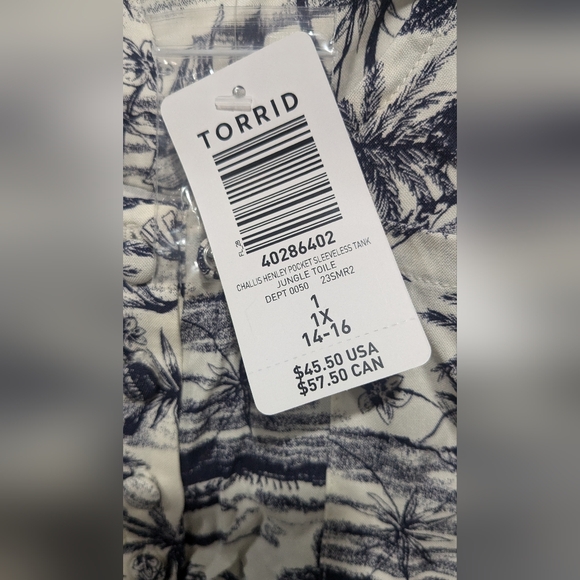 TORRID
40286402
CHALLIS HENLEY POCKET SLEEVELESS TANK
JUNGLE TOILE
DEPT 0050 23SMR2
1
1X
14-16
$45.50 USA
$57.50 CAN